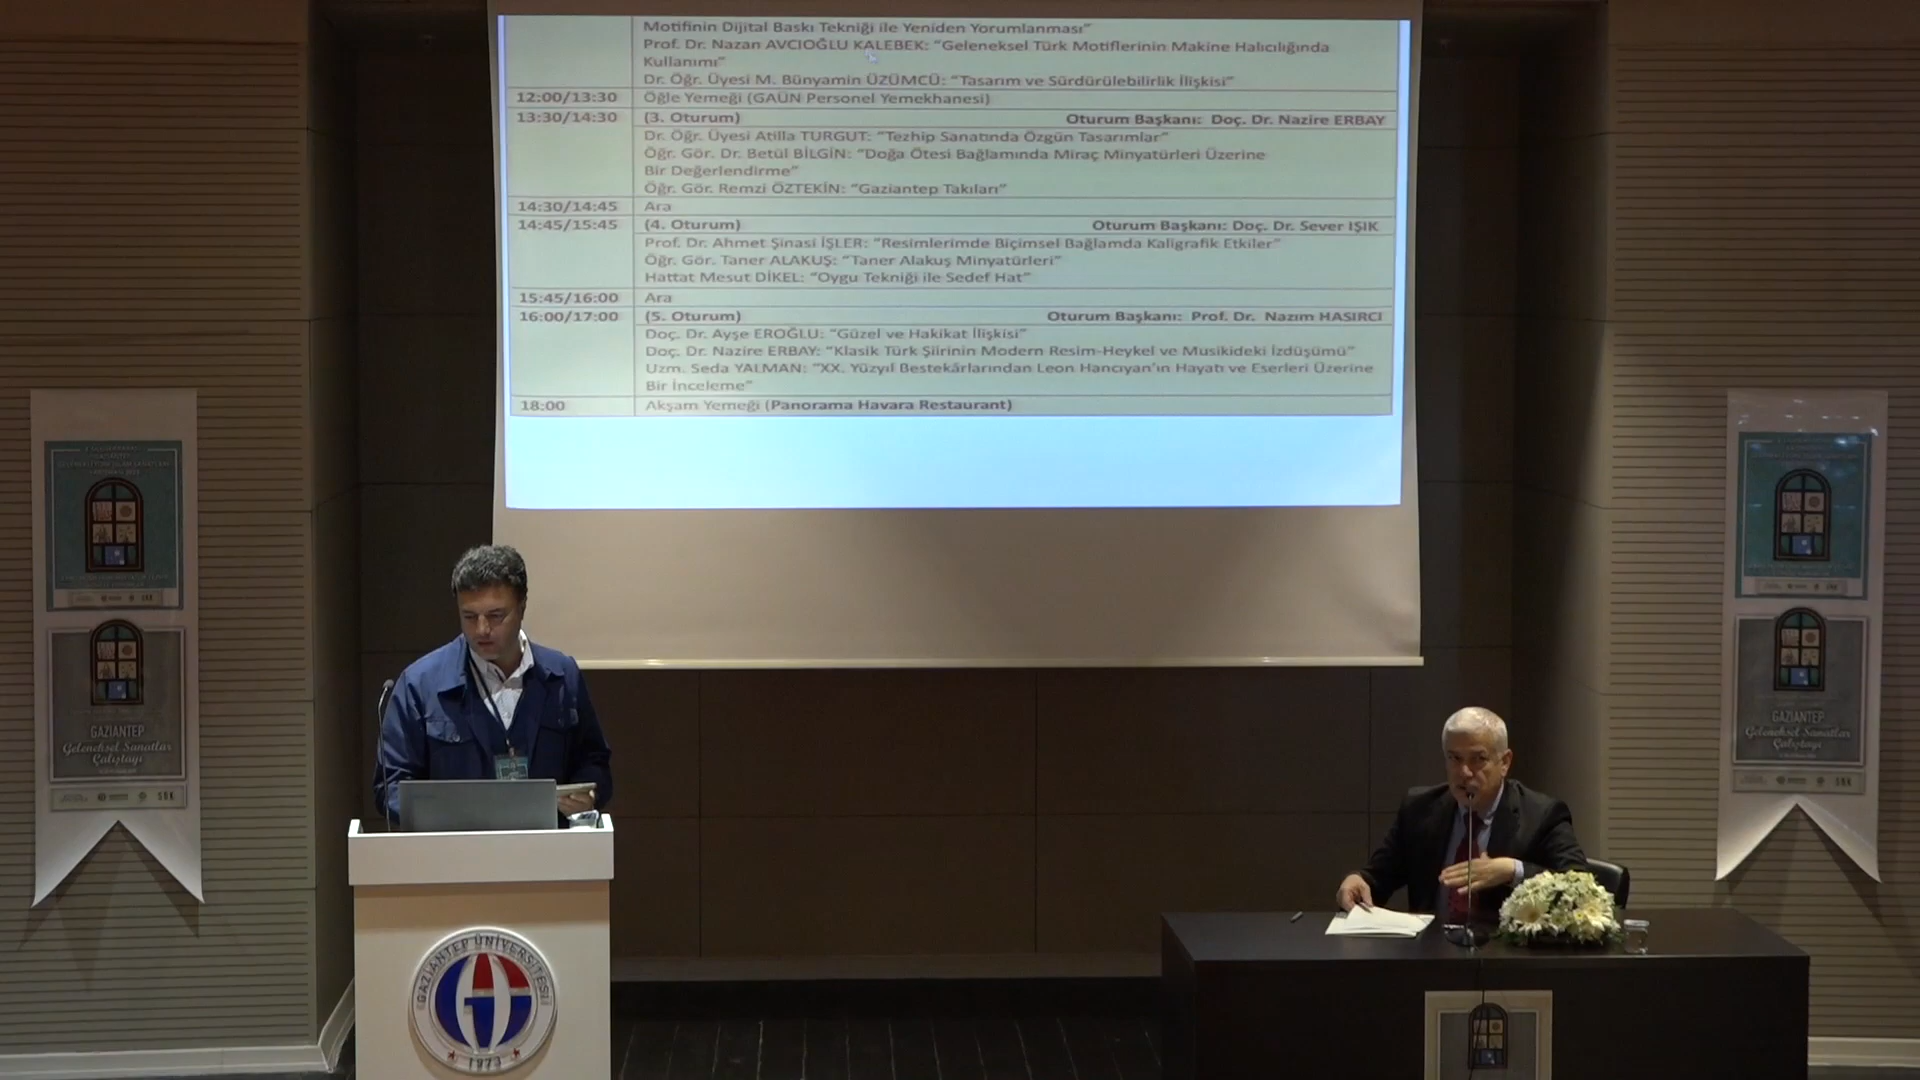 Motifinin Dijital Baskı Tekniği ile Yeniden Yorumlanması”
Prof. Dr. Nazan AVCIOĞLU KALEBEK: “Geleneksel Türk Motiflerinin Makine Halıcılığında
Kullanımı”
Dr. Öğr. Üyesi M. Bünyamin ÜZÜMCÜ: “Tasarım ve Sürdürülebilirlik İlişkisi”
12:00/13:30 Öğle Yemeği (GAÜN Personel Yemekhanesi)
13:30/14:30 (3. Oturum) Oturum Başkanı: Doç. Dr. Nazire ERBAY
Dr. Öğr. Üyesi Atilla TURGUT: “Tezhip Sanatında Özgün Tasarımlar”
Öğr. Gör. Dr. Betül BİLGİN: “Doğa Ötesi Bağlamında Miraç Minyatürleri Üzerine
Bir Değerlendirme”
Öğr. Gör. Remzi ÖZTEKİN: “Gaziantep Takıları”
14:30/14:45 Ara
14:45/15:45 (4. Oturum) Oturum Başkanı: Doç. Dr. Sever IŞIK
Prof. Dr. Ahmet Şinasi İŞLER: “Resimlerimde Biçimsel Bağlamda Kaligrafik Etkiler”
Öğr. Gör. Taner ALAKUŞ: “Taner Alakuş Minyatürleri”
Hattat Mesut DİKEL: “Oygu Tekniği ile Sedef Hat”
15:45/16:00 Ara
16:00/17:00 (5. Oturum) Oturum Başkanı: Prof. Dr. Nazım HASIRCI
Doç. Dr. Ayşe EROĞLU: “Güzel ve Hakikat İlişkisi”
Doç. Dr. Nazire ERBAY: “Klasik Türk Şiirinin Modern Resim-Heykel ve Musikideki İzdüşümü”
Uzm. Seda YALMAN: “XX. Yüzyıl Bestekârlarından Leon Hancıyan’ın Hayatı ve Eserleri Üzerine
Bir İnceleme”
18:00 Akşam Yemeği (Panorama Havara Restaurant)
GAZİANTEP
Geleneksel Sanatlar
Çalıştayı
GAZİANTEP
Geleneksel Sanatlar
Çalıştayı
GAZİANTEP ÜNİVERSİTESİ
1973